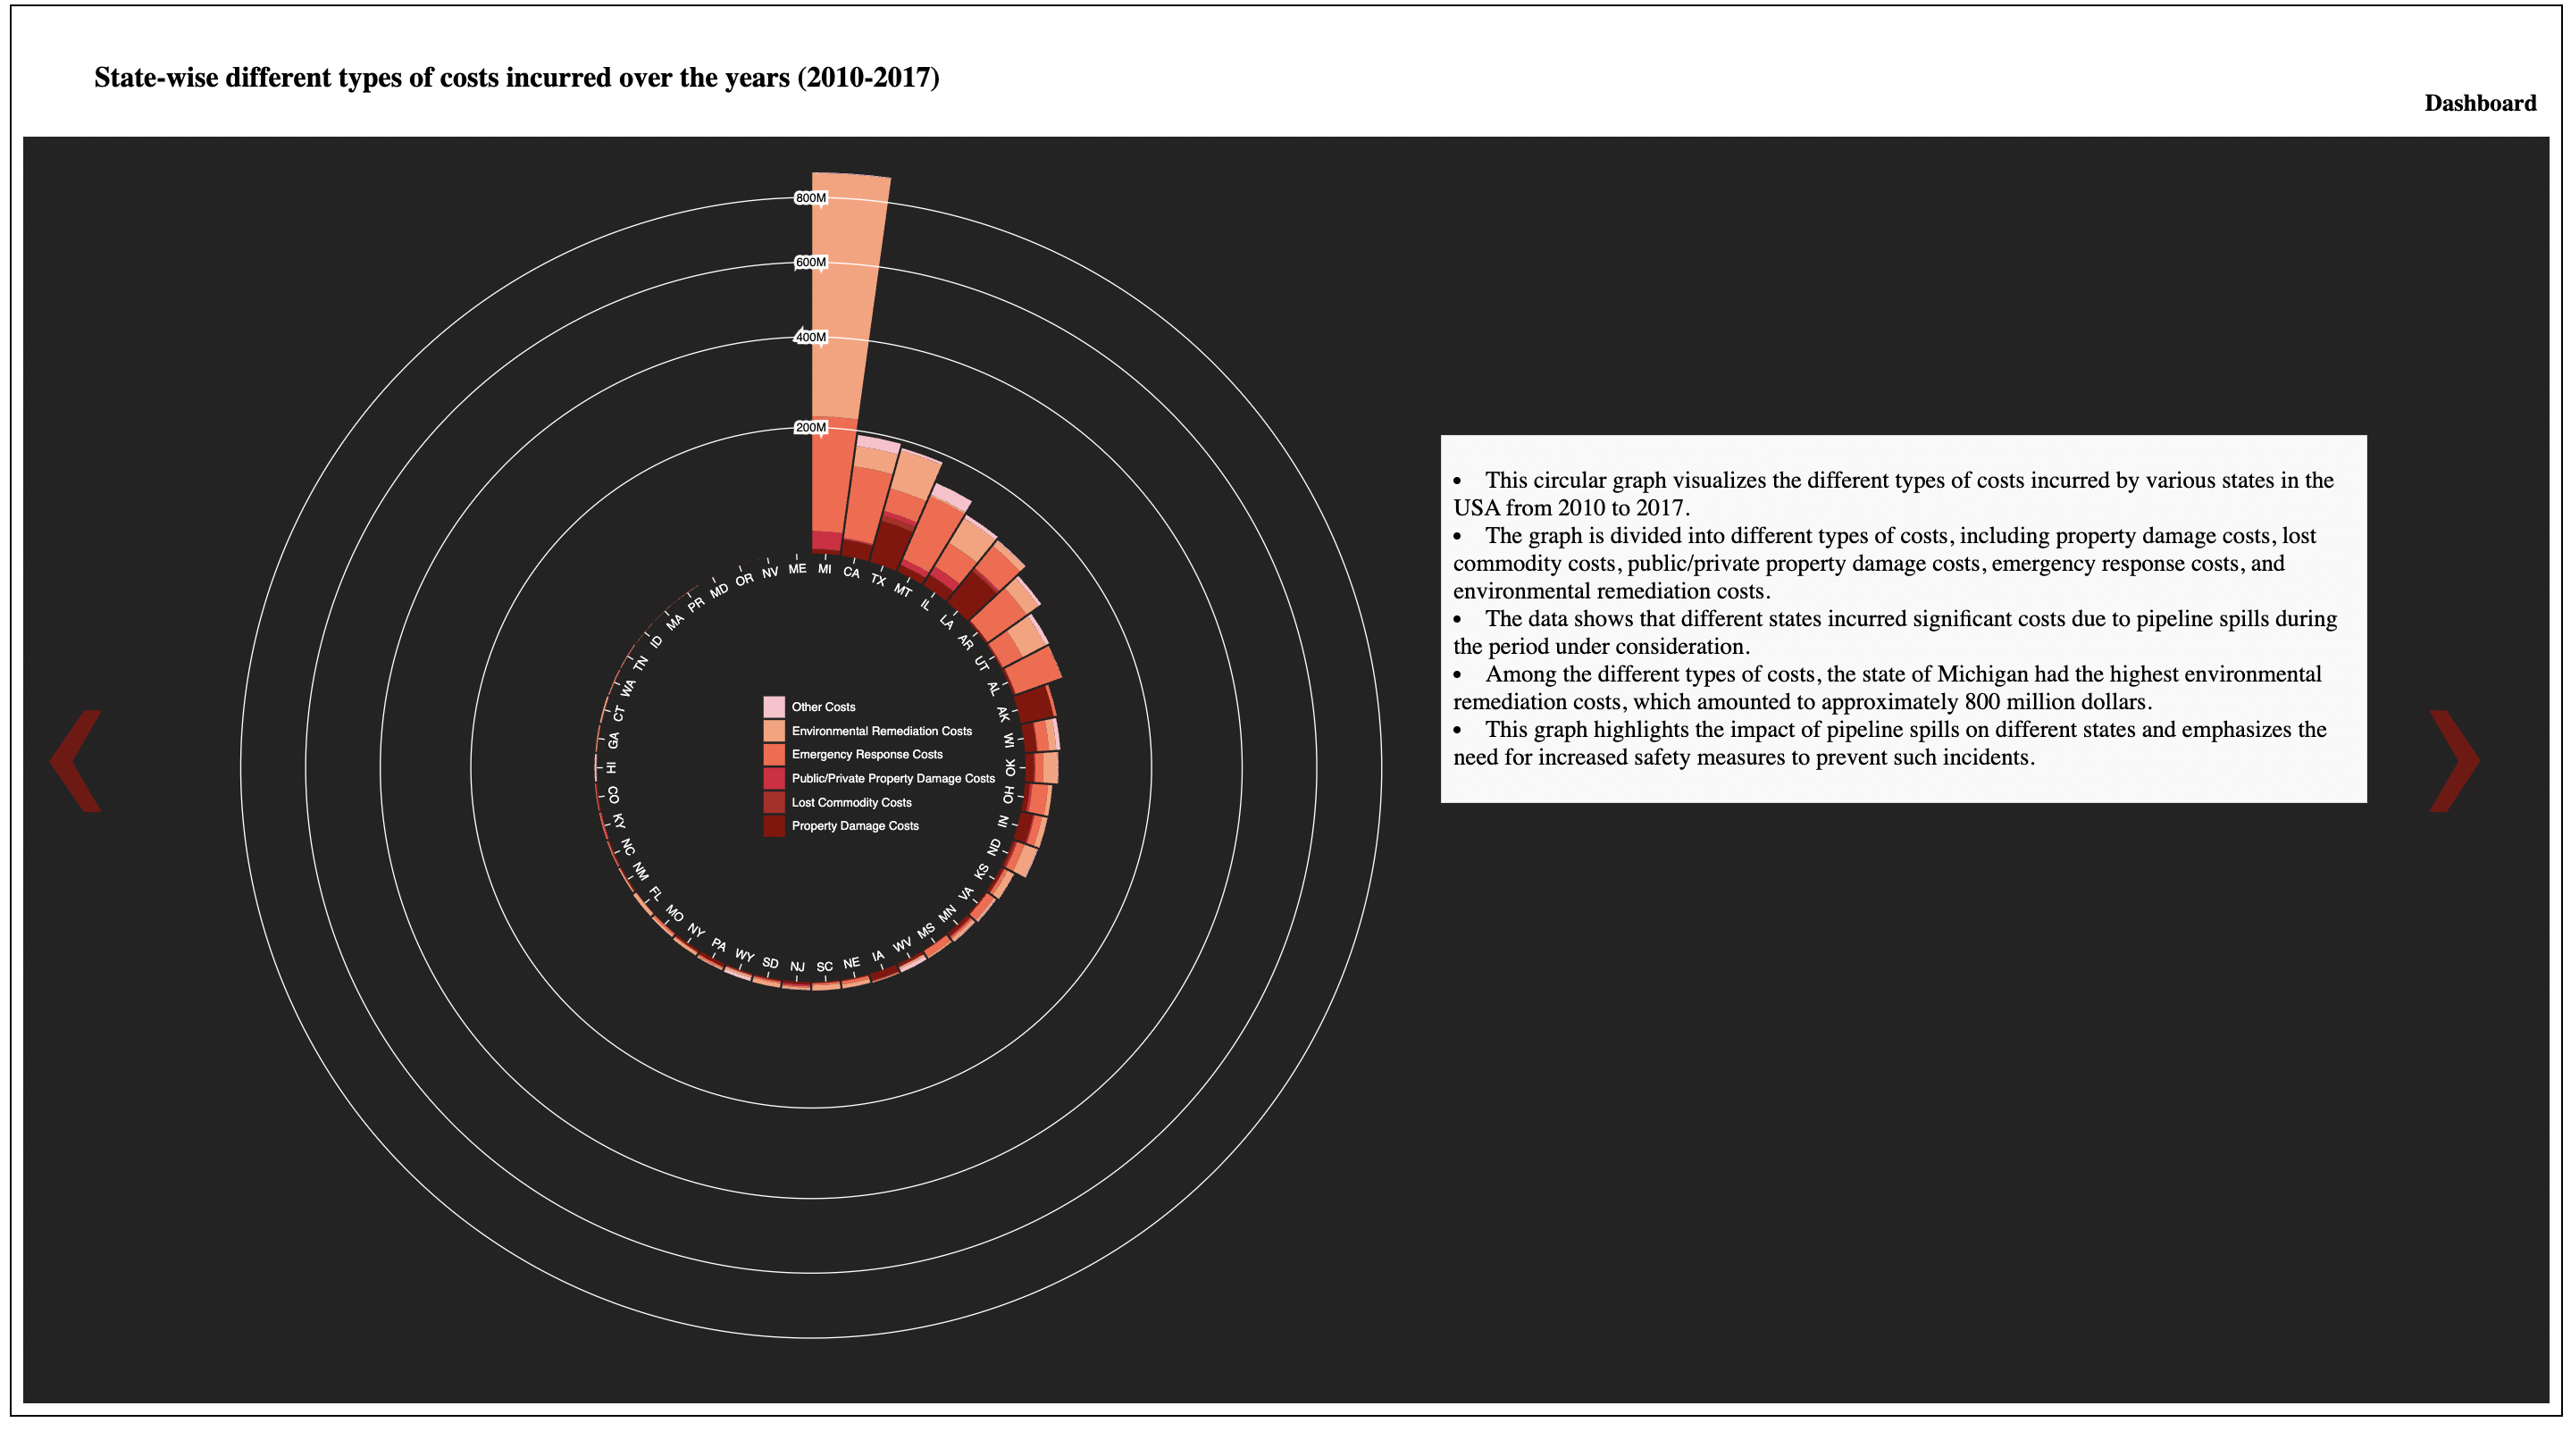 State-wise different types of costs incurred over the years (2010-2017)
Dashboard
800M
600M
400M
200M
MI
CA
TX
MT
IL
LA
AR
UT
AL
AK
WI
OK
OH
IN
ND
KS
VA
MN
MS
WV
IA
NE
SC
NJ
SD
WY
PA
NY
MO
FL
NM
NC
KY
CO
HI
GA
CT
WA
TN
ID
MA
PR
MD
OR
NV
ME
Other Costs
Environmental Remediation Costs
Emergency Response Costs
Public/Private Property Damage Costs
Lost Commodity Costs
Property Damage Costs
• This circular graph visualizes the different types of costs incurred by various states in the
USA from 2010 to 2017.
• The graph is divided into different types of costs, including property damage costs, lost
commodity costs, public/private property damage costs, emergency response costs, and
environmental remediation costs.
• The data shows that different states incurred significant costs due to pipeline spills during
the period under consideration.
• Among the different types of costs, the state of Michigan had the highest environmental
remediation costs, which amounted to approximately 800 million dollars.
• This graph highlights the impact of pipeline spills on different states and emphasizes the
need for increased safety measures to prevent such incidents.